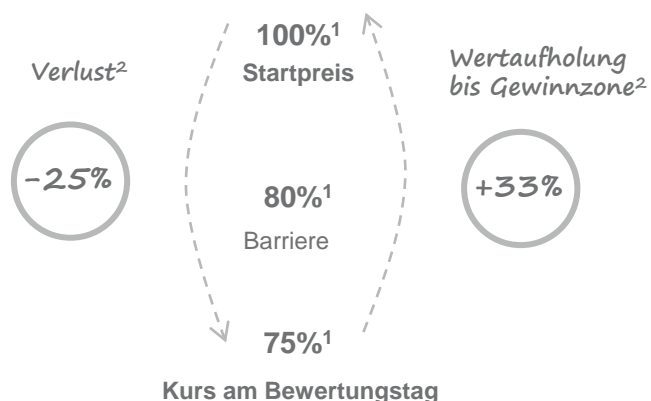 100%¹
Startpreis
Verlust²
Wertaufholung
bis Gewinnzone²
-25%
+33%
80%¹
Barriere
75%¹
Kurs am Bewertungstag